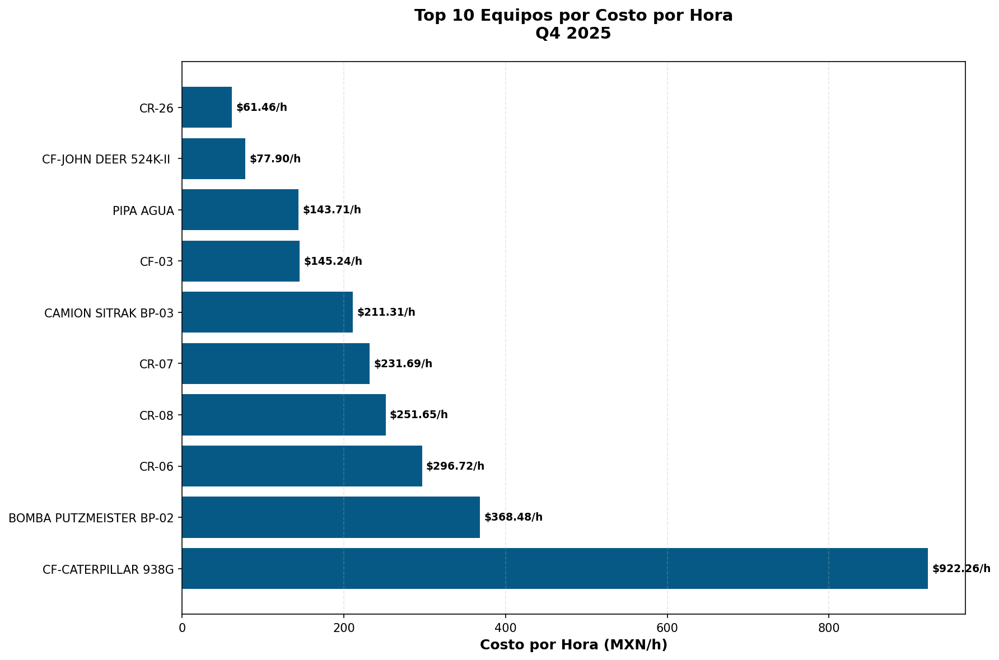 Top 10 Equipos por Costo por Hora
Q4 2025
CR-26
$61.46/h
CF-JOHN DEER 524K-II
$77.90/h
PIPA AGUA
$143.71/h
CF-03
$145.24/h
CAMION SITRAK BP-03
$211.31/h
CR-07
$231.69/h
CR-08
$251.65/h
CR-06
$296.72/h
BOMBA PUTZMEISTER BP-02
$368.48/h
CF-CATERPILLAR 938G
$922.26/h
0 200 400 600 800
Costo por Hora (MXN/h)